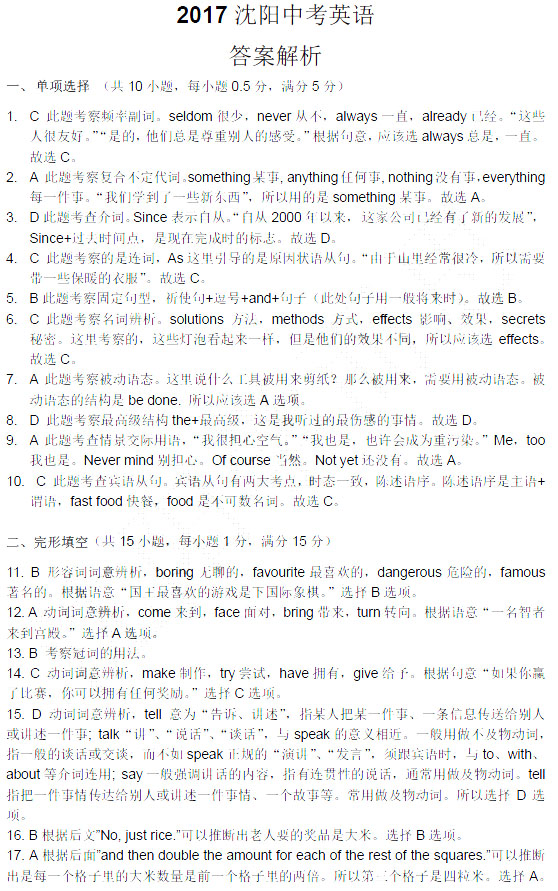 2017 沈阳中考英语
答案解析
一、 单项选择 （共 10 小题，每小题 0.5 分，满分 5 分）
1. C 此题考察频率副词。seldom 很少，never 从不，always 一直，already 已经。“这些
人很友好。”“是的，他们总是尊重别人的感受。”根据句意，应该选 always 总是，一直。
故选 C。
2. A 此题考察复合不定代词。something 某事, anything 任何事, nothing 没有事, everything
每一件事。“我们学到了一些新东西”，所以用的是 something 某事。故选 A。
3. D 此题考查介词。Since 表示自从。“自从 2000 年以来，这家公司已经有了新的发展”，
Since+过去时间点，是现在完成时的标志。故选 D。
4. C 此题考察的是连词，As 这里引导的是原因状语从句。“由于山里经常很冷，所以需要
带一些保暖的衣服”。故选 C。
5. B 此题考察固定句型，祈使句+逗号+and+句子（此处句子用一般将来时）。故选 B。
6. C 此题考察名词辨析。solutions 方法，methods 方式，effects 影响、效果，secrets
秘密。这里考察的，这些灯泡看起来一样，但是他们的效果不同，所以应该选 effects。
故选 C。
7. A 此题考察被动语态。这里说什么工具被用来剪纸？那么被用来，需要用被动语态。被
动语态的结构是 be done. 所以应该选 A 选项。
8. D 此题考察最高级结构 the+最高级，这是我听过的最伤感的事情。故选 D。
9. A 此题考查情景交际用语，“我很担心空气。”“我也是，也许会成为重污染。” Me，too
我也是。Never mind 别担心。Of course 当然。Not yet 还没有。故选 A。
10. C 此题考查宾语从句。宾语从句有两大考点，时态一致，陈述语序。陈述语序是主语+
谓语，fast food 快餐，food 是不可数名词。故选 C。
二、完形填空（共 15 小题，每小题 1 分，满分 15 分）
11. B 形容词词意辨析，boring 无聊的，favourite 最喜欢的，dangerous 危险的，famous
著名的。根据语意“国王最喜欢的游戏是下国际象棋。”选择 B 选项。
12. A 动词词意辨析，come 来到，face 面对，bring 带来，turn 转向。根据语意“一名智者
来到宫殿。”选择 A 选项。
13. B 考察冠词的用法。
14. C 动词词意辨析，make 制作，try 尝试，have 拥有，give 给予。根据句意“如果你赢
了比赛，你可以拥有任何奖励。”选择 C 选项。
15. D 动词词意辨析，tell 意为“告诉、讲述”，指某人把某一件事、一条信息传送给别人
或讲述一件事; talk“讲”、“说话”、“谈话”，与 speak 的意义相近。一般用做不及物动词，
指一般的谈话或交谈，而不如 speak 正规的“演讲”、“发言”，须跟宾语时，与 to、with、
about 等介词连用; say 一般强调讲话的内容，指有连贯性的说话，通常用做及物动词。tell
指把一件事情传达给别人或讲述一件事情、一个故事等。常用做及物动词。所以选择 D 选
项。
16. B 根据后文”No, just rice.”可以推断出老人要的奖品是大米。选择 B 选项。
17. A 根据后面”and then double the amount for each of the rest of the squares.”可以推断
出是每一个格子里的大米数量是前一个格子里的两倍。所以第三个格子是四粒米。选择 A。